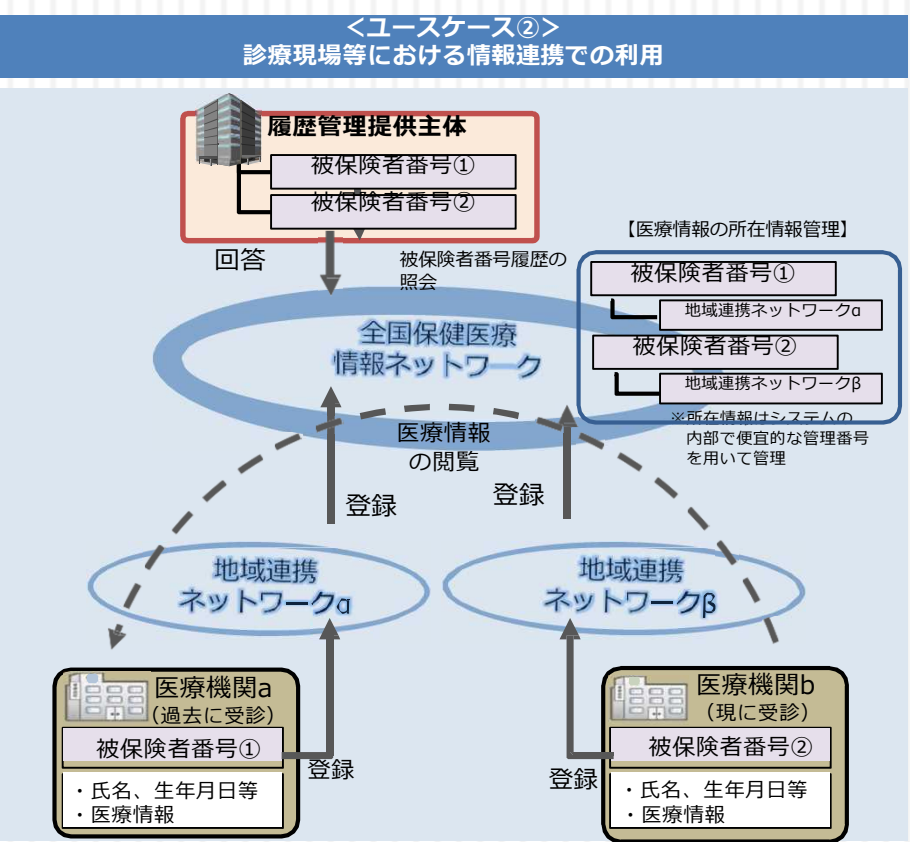 ＜ユースケース②＞
診療現場等における情報連携での利用
履歴管理提供主体
被保険者番号①
被保険者番号②
回答
被保険者番号履歴の
照会
【医療情報の所在情報管理】
被保険者番号①
地域連携ネットワークα
被保険者番号②
地域連携ネットワークβ
※所在情報はシステムの
内部で便宜的な管理番号
を用いて管理
全国保健医療
情報ネットワーク
医療情報
の閲覧
登録
登録
地域連携
ネットワークα
地域連携
ネットワークβ
医療機関a
（過去に受診）
被保険者番号①
・氏名、生年月日等
・医療情報
登録
医療機関b
（現に受診）
被保険者番号②
・氏名、生年月日等
・医療情報
登録